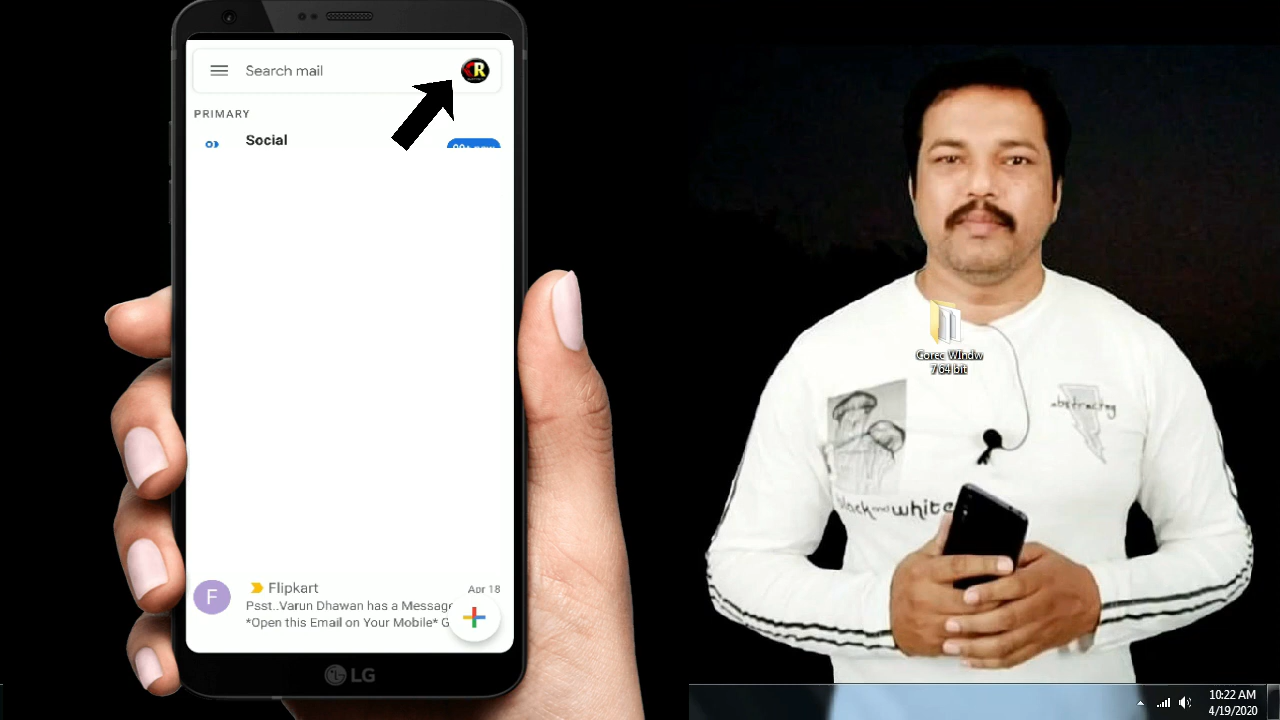 Search mail
R
PRIMARY
Social
Flipkart
Apr 18
F
Psst..Varun Dhawan has a Message
*Open this Email on Your Mobile* G
LG
Corec WIndw
7 64 bit
abstracteg
black and white
10:22 AM
4/19/2020